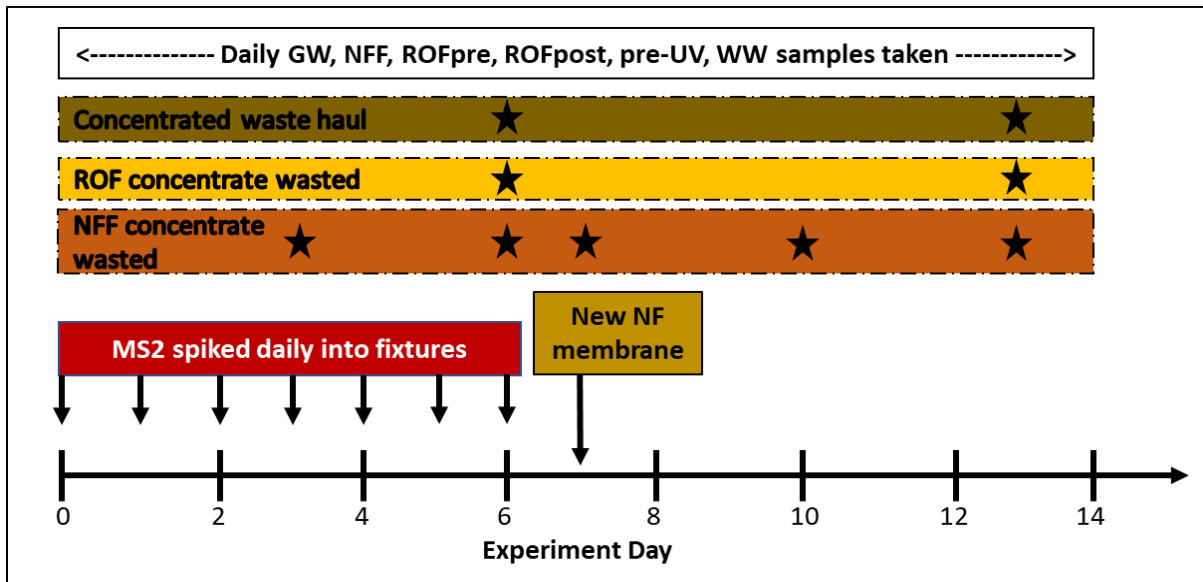 <------------- Daily GW, NFF, ROFpre, ROFpost, pre-UV, WW samples taken ------------>
Concentrated waste haul
ROF concentrate wasted
NFF concentrate
wasted
MS2 spiked daily into fixtures
New NF
membrane
0 2 4 6 8 10 12 14
Experiment Day